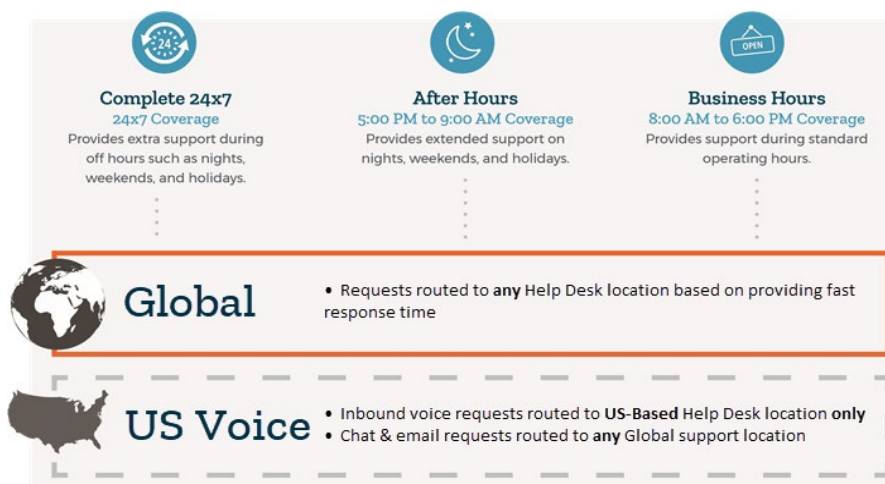 24
Complete 24x7
24x7 Coverage
Provides extra support during
off hours such as nights,
weekends, and holidays.
After Hours
5:00 PM to 9:00 AM Coverage
Provides extended support on
nights, weekends, and holidays.
OPEN
Business Hours
8:00 AM to 6:00 PM Coverage
Provides support during standard
operating hours.
Global
• Requests routed to any Help Desk location based on providing fast
response time
US Voice
• Inbound voice requests routed to US-Based Help Desk location only
• Chat & email requests routed to any Global support location